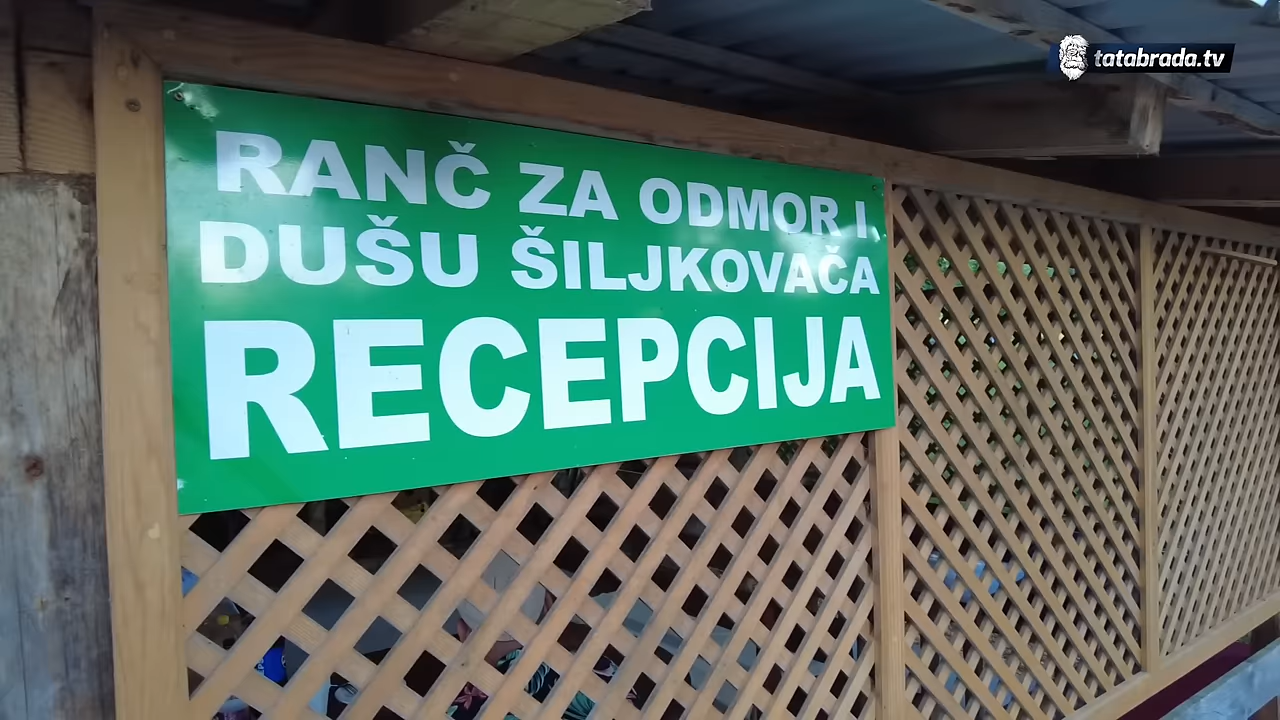 tatabrada.tv
RANČ ZA ODMOR I
DUŠU ŠILJKOVAČA
RECEPCIJA